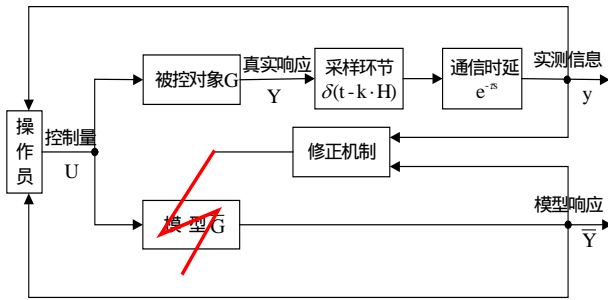 被控对象G
真实响应
Y
采样环节
δ(t-k·H)
通信时延
e^{-τs}
实测信息
y
操
作
员
控制量
U
修正机制
模 型 G̅
模型响应
Y̅